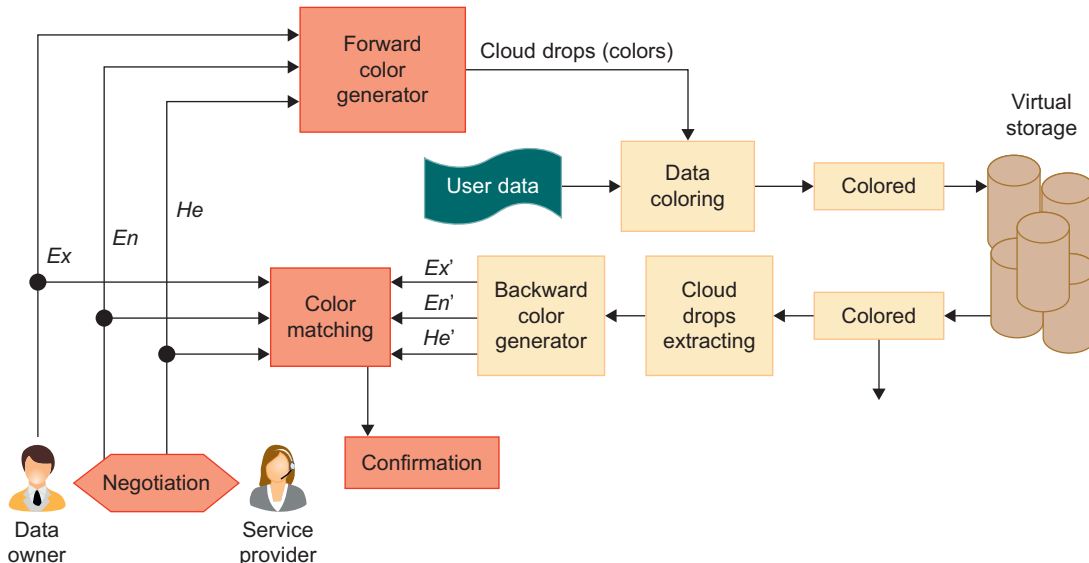 Forward
color
generator
Cloud drops (colors)
Virtual
storage
User data
Data
coloring
Colored
He
En
Ex
Color
matching
Ex’
En’
He’
Backward
color
generator
Cloud
drops
extracting
Colored
Negotiation
Confirmation
Data
owner
Service
provider